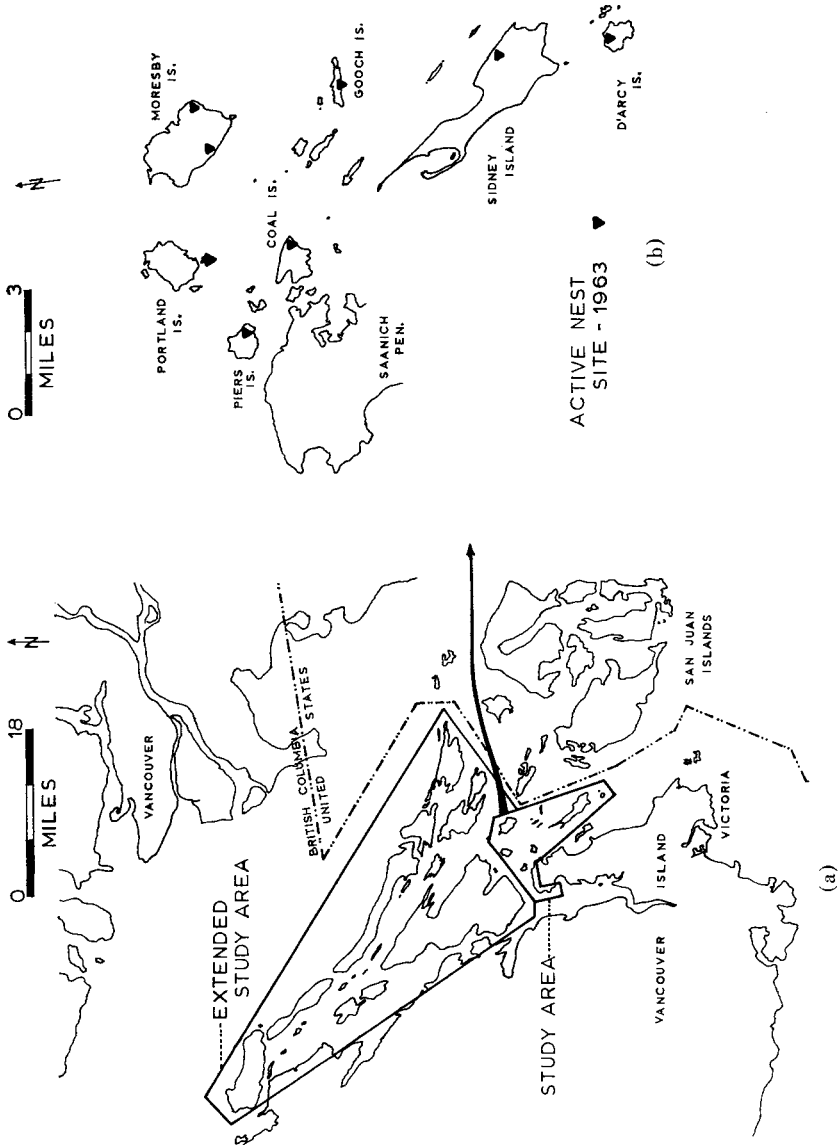 0 18
MILES
N
VANCOUVER
BRITISH COLUMBIA
UNITED STATES
EXTENDED
STUDY AREA
STUDY AREA
VANCOUVER
ISLAND
VICTORIA
SAN JUAN
ISLANDS
(a)
0 3
MILES
N
MORESBY
IS.
PORTLAND
IS.
PIERS
IS.
COAL IS.
GOOCH IS.
SAANICH
PEN.
SIDNEY
ISLAND
D'ARCY
IS.
ACTIVE NEST
SITE - 1963
(b)